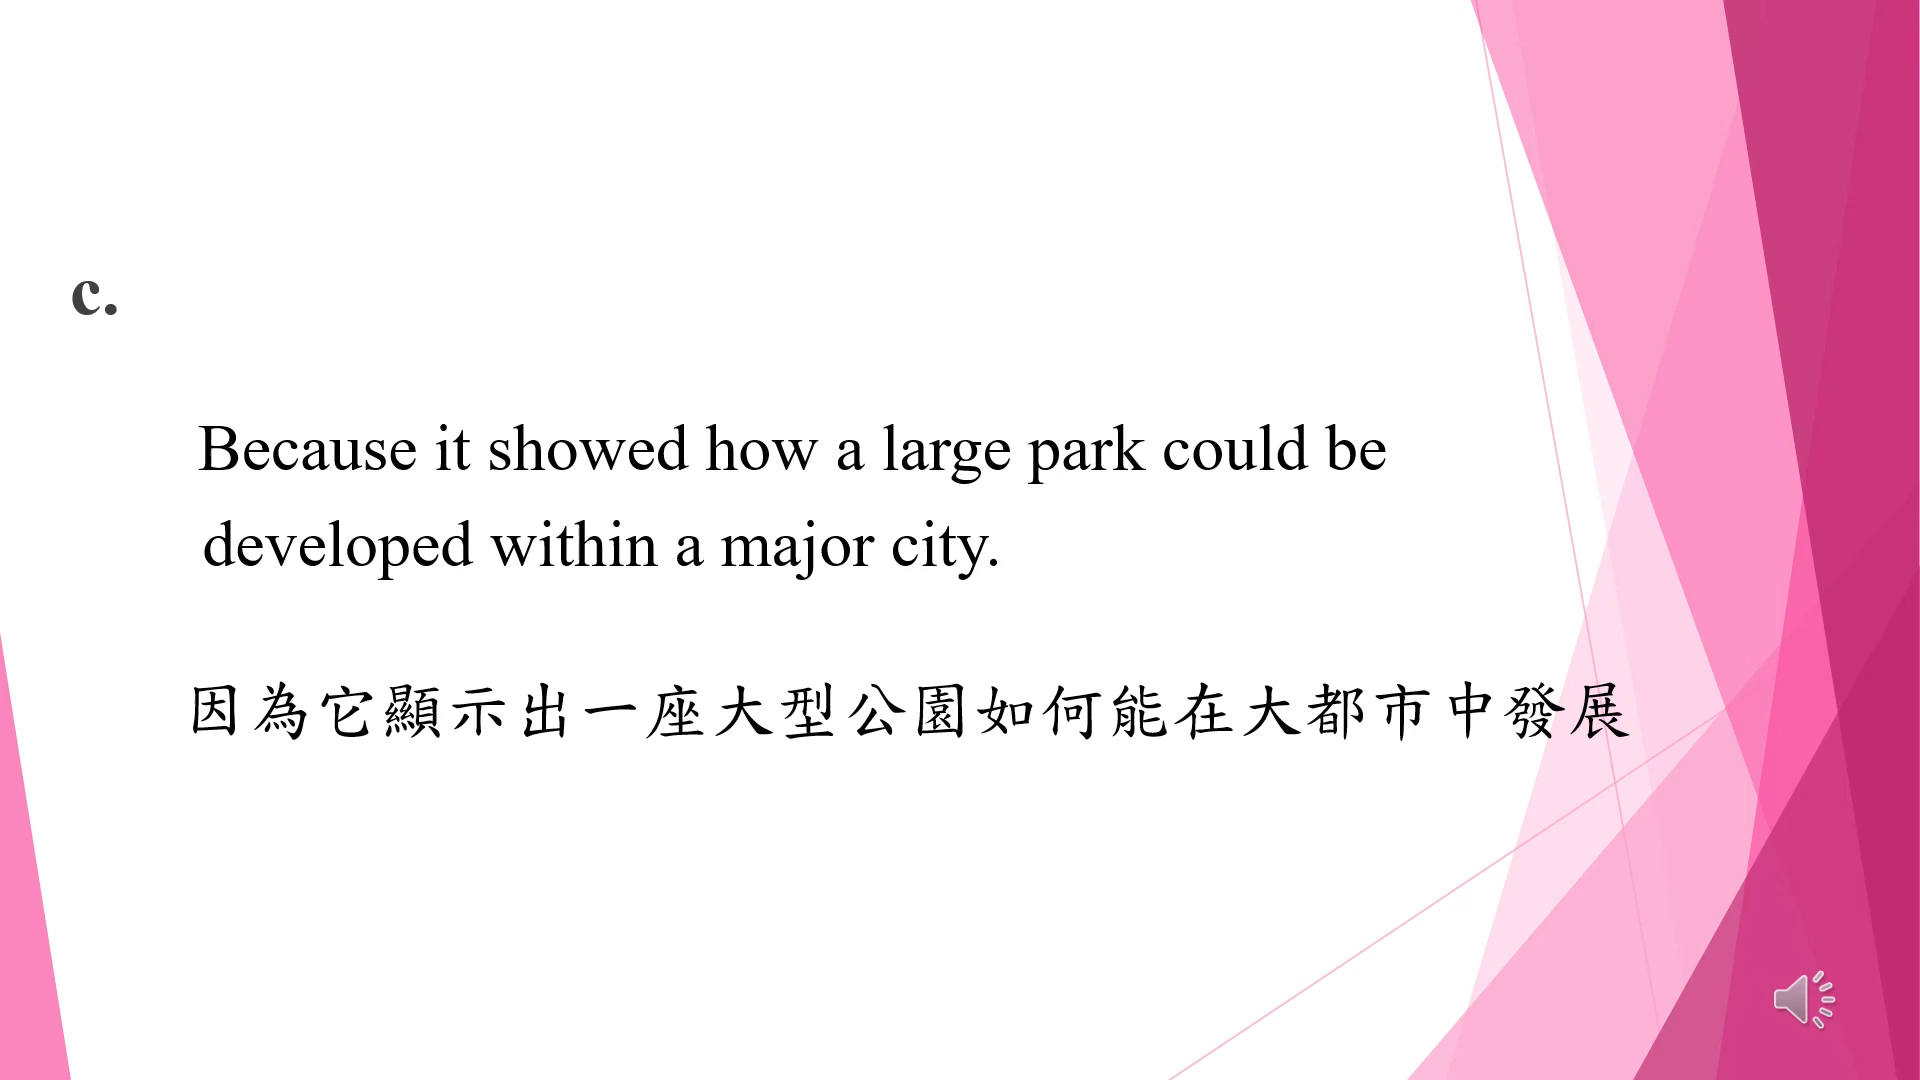 c.
Because it showed how a large park could be
developed within a major city.
因為它顯示出一座大型公園如何能在大都市中發展